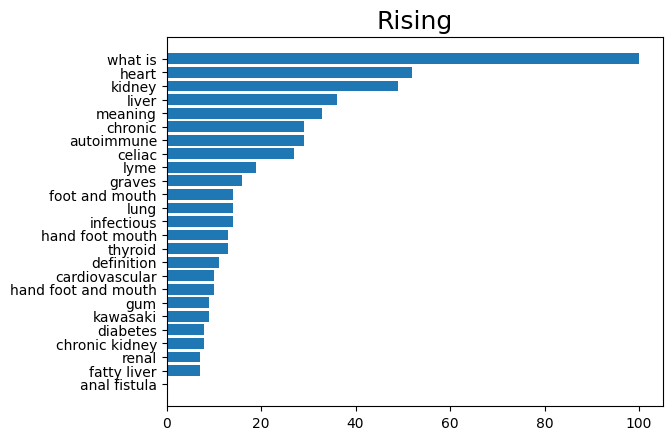 Rising
what is
heart
kidney
liver
meaning
chronic
autoimmune
celiac
lyme
graves
foot and mouth
lung
infectious
hand foot mouth
thyroid
definition
cardiovascular
hand foot and mouth
gum
kawasaki
diabetes
chronic kidney
renal
fatty liver
anal fistula
0 20 40 60 80 100